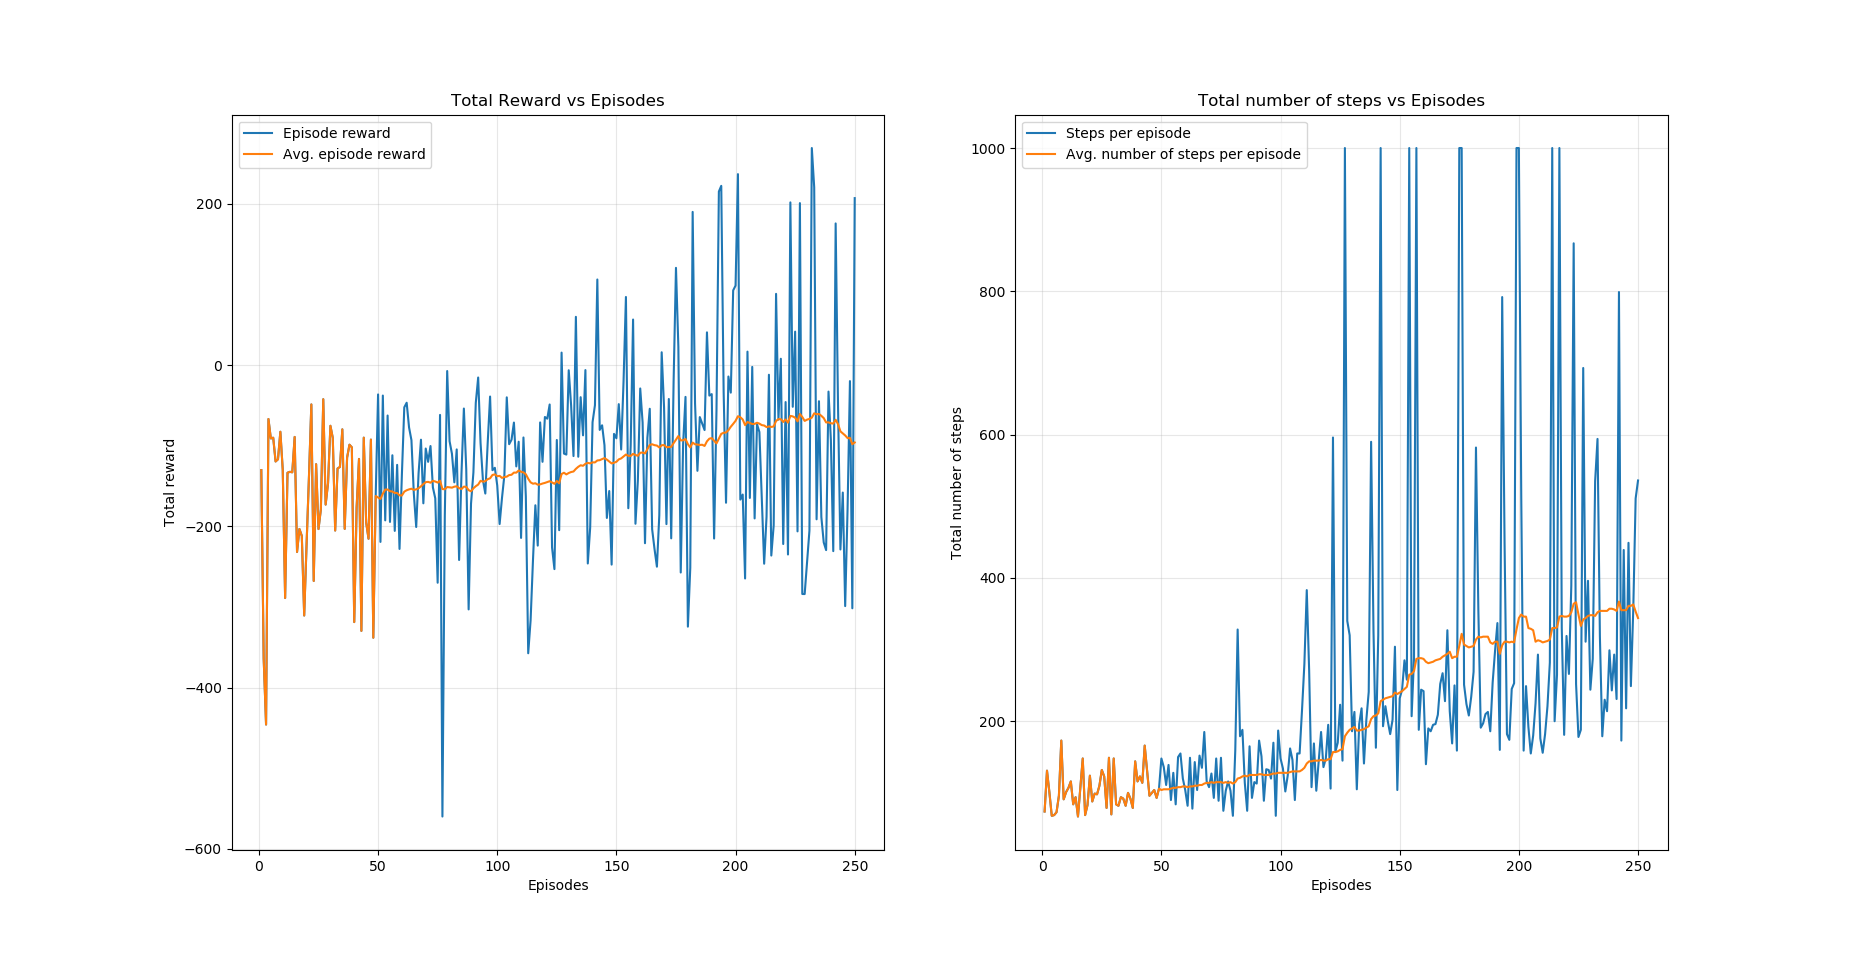 Total Reward vs Episodes
Episode reward
Avg. episode reward
200
0
−200
−400
−600
Total reward
0
50
100
150
200
250
Episodes
Total number of steps vs Episodes
Steps per episode
Avg. number of steps per episode
1000
800
600
400
200
Total number of steps
0
50
100
150
200
250
Episodes